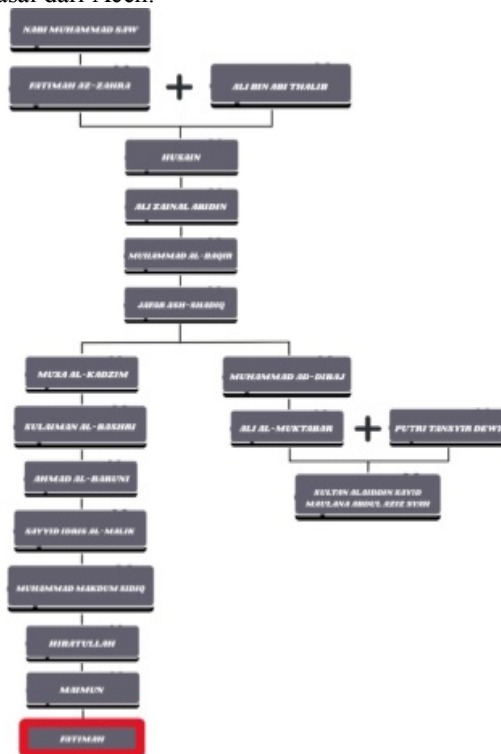 asal dari Aceh.
NABI MUHAMMAD SAW
FATIMAH AZ-ZAHRA
ALI BIN ABI THALIB
HUSAIN
ALI ZAINAL ABIDIN
MUHAMMAD AL-BAQIR
JAFAR ASH-SHADIQ
MUSA AL-KADZIM
MUHAMMAD AD-DIBAJ
SULAIMAN AL-BASHRI
ALI AL-MUKTABAR
PUTRI TANSYIR DEWI
AHMAD AL-BARUNI
SULTAN ALAIDDIN SAYID
MAULANA ABDUL AZIZ SYAH
SAYYID IDRIS AL-MALIK
MUHAMMAD MAKDUM SIDIQ
HIBATULLAH
MAIMUN
FATIMAH